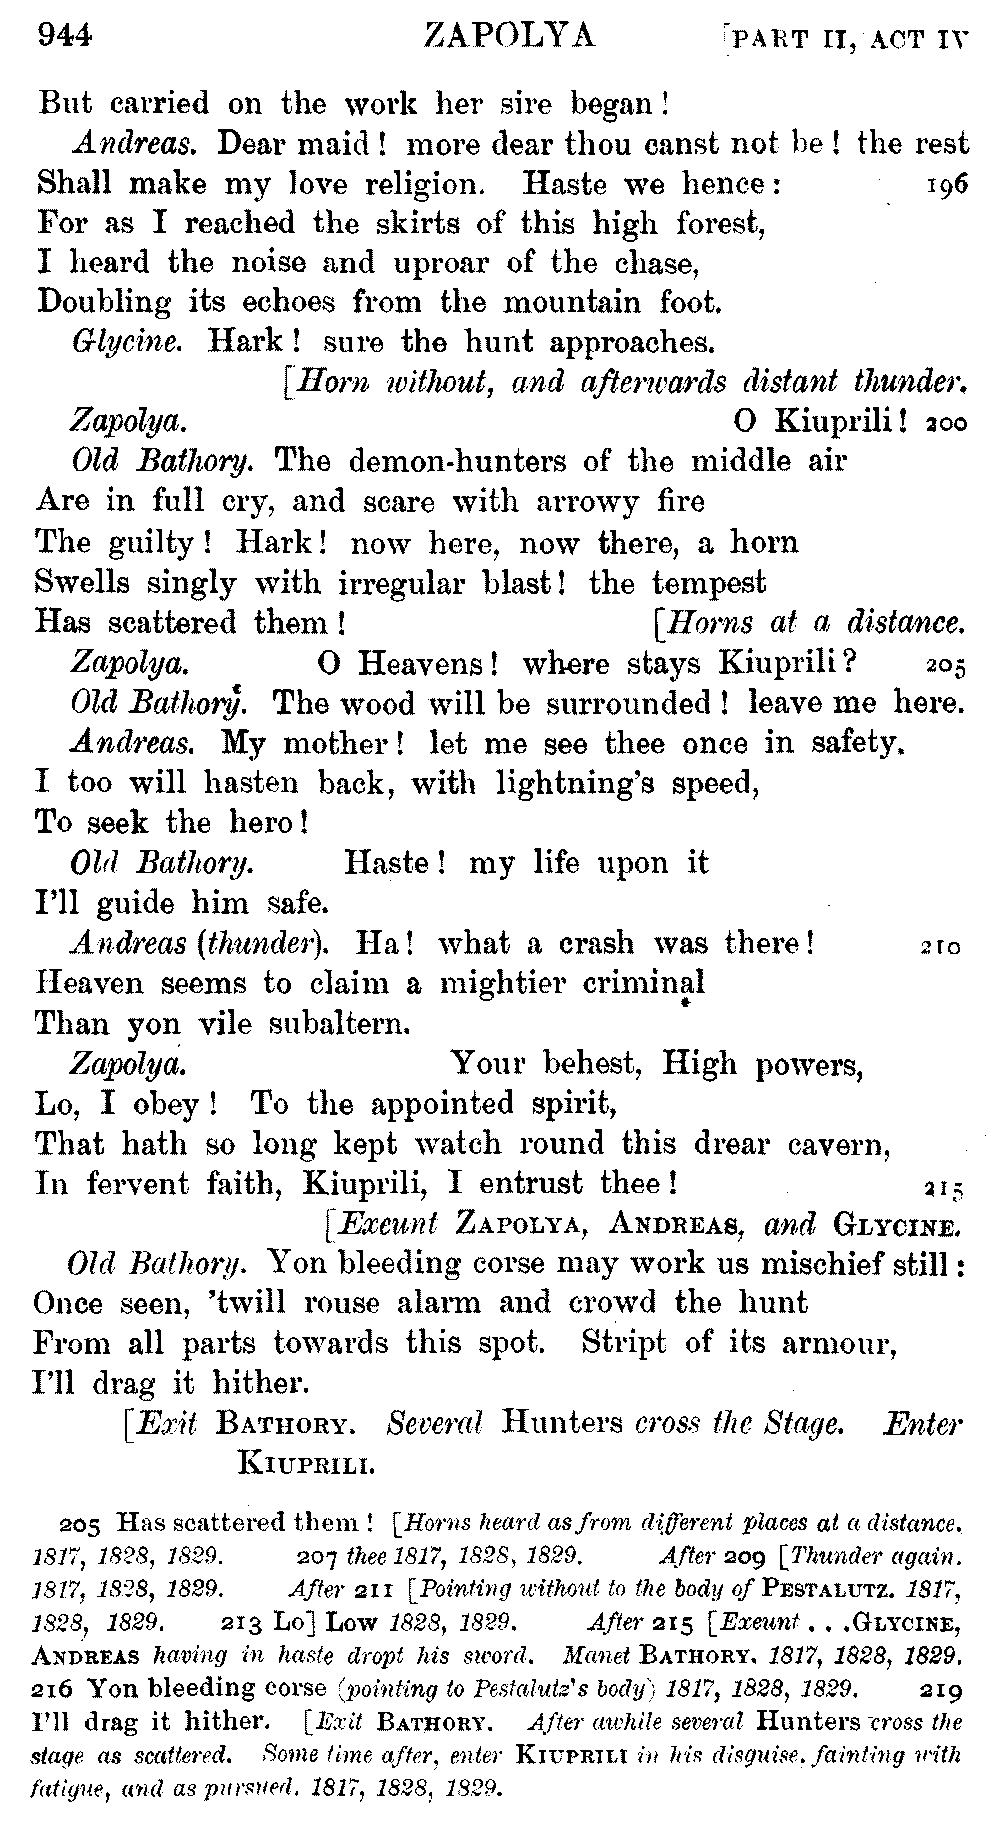 944 ZAPOLYA [PART II, ACT IV
But carried on the work her sire began!
Andreas. Dear maid! more dear thou canst not be! the rest
Shall make my love religion. Haste we hence: 196
For as I reached the skirts of this high forest,
I heard the noise and uproar of the chase,
Doubling its echoes from the mountain foot.
Glycine. Hark! sure the hunt approaches.
[Horn without, and afterwards distant thunder.
Zapolya. O Kiuprili! 200
Old Bathory. The demon-hunters of the middle air
Are in full cry, and scare with arrowy fire
The guilty! Hark! now here, now there, a horn
Swells singly with irregular blast! the tempest
Has scattered them! [Horns at a distance.
Zapolya. O Heavens! where stays Kiuprili? 205
Old Bathory. The wood will be surrounded! leave me here.
Andreas. My mother! let me see thee once in safety.
I too will hasten back, with lightning's speed,
To seek the hero!
Old Bathory. Haste! my life upon it
I'll guide him safe.
Andreas (thunder). Ha! what a crash was there! 210
Heaven seems to claim a mightier criminal
Than yon vile subaltern.
Zapolya. Your behest, High powers,
Lo, I obey! To the appointed spirit,
That hath so long kept watch round this drear cavern,
In fervent faith, Kiuprili, I entrust thee! 215
[Exeunt ZAPOLYA, ANDREAS, and GLYCINE.
Old Bathory. Yon bleeding corse may work us mischief still:
Once seen, 'twill rouse alarm and crowd the hunt
From all parts towards this spot. Stript of its armour,
I'll drag it hither.
[Exit BATHORY. Several Hunters cross the Stage. Enter
KIUPRILI.
205 Has scattered them! [Horns heard as from different places at a distance.
1817, 1828, 1829. 207 thee 1817, 1828, 1829. After 209 [Thunder again.
1817, 1828, 1829. After 211 [Pointing without to the body of PESTALUTZ. 1817,
1828, 1829. 213 Lo] Low 1828, 1829. After 215 [Exeunt . . .GLYCINE,
ANDREAS having in haste dropt his sword. Manet BATHORY. 1817, 1828, 1829.
216 Yon bleeding corse (pointing to Pestalutz's body) 1817, 1828, 1829. 219
I'll drag it hither. [Exit BATHORY. After awhile several Hunters cross the
stage as scattered. Some time after, enter KIUPRILI in his disguise, fainting with
fatigue, and as pursued. 1817, 1828, 1829.